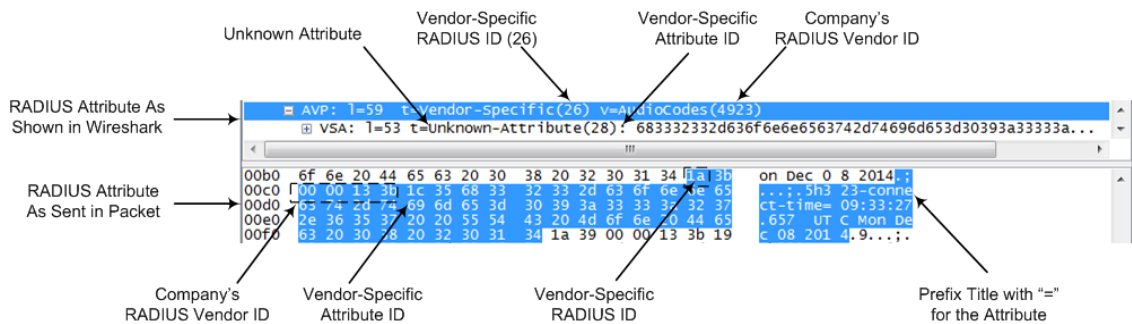 Vendor-Specific
RADIUS ID (26)
Vendor-Specific
Attribute ID
Company's
RADIUS Vendor ID
Unknown Attribute
RADIUS Attribute As
Shown in Wireshark
AVP: l=59 t=Vendor-Specific(26) v=AudioCodes(4923)
VSA: l=53 t=Unknown-Attribute(28): 683332332d636f6e6e6563742d74696d653d30393a33333a...
RADIUS Attribute
As Sent in Packet
00b0 6f 6e 20 44 65 63 20 30 38 20 32 30 31 34 1a 3b on Dec 0 8 2014.;
00c0 00 00 13 3b 1c 35 68 33 32 33 2d 63 6f 6e 6e 65 ...;.5h3 23-conne
00d0 63 74 2d 74 69 6d 65 3d 30 39 3a 33 33 3a 32 37 ct-time= 09:33:27
00e0 2e 36 35 37 20 20 55 54 43 20 4d 6f 6e 20 44 65 .657  UT C Mon De
00f0 63 20 30 38 20 32 30 31 34 1a 39 00 00 13 3b 19 c 08 201 4.9...;.
Company's
RADIUS Vendor ID
Vendor-Specific
Attribute ID
Vendor-Specific
RADIUS ID
Prefix Title with "="
for the Attribute